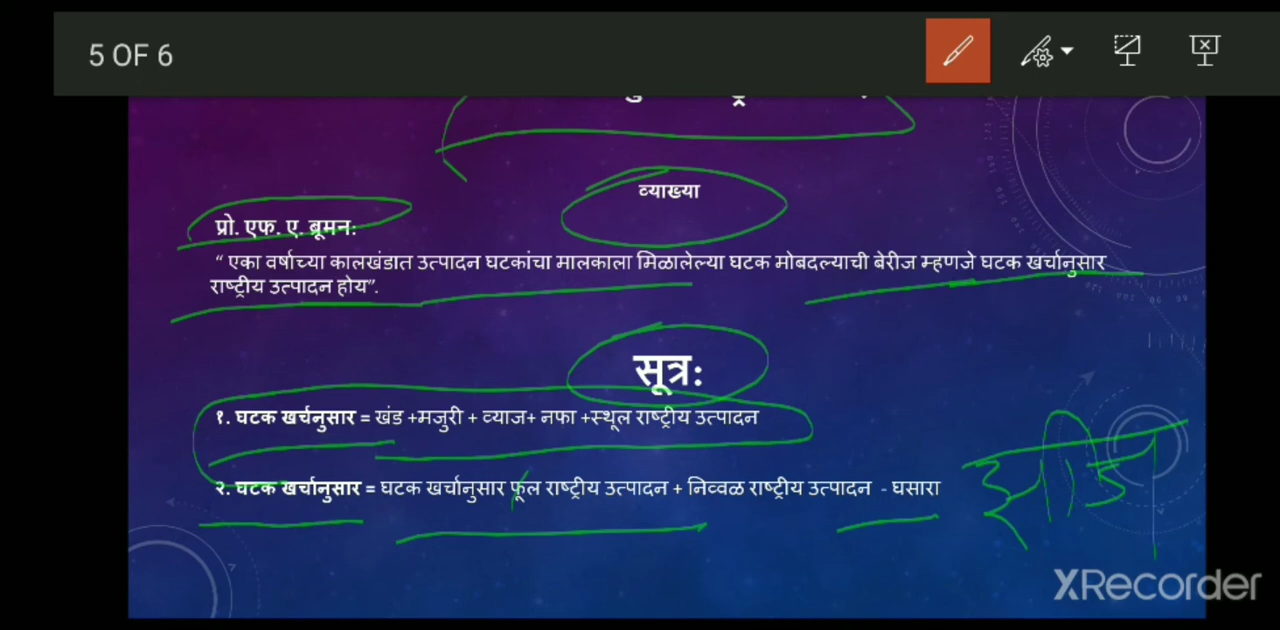 5 OF 6
व्याख्या
प्रो. एफ. ए. ब्रूमन:
“ एका वर्षाच्या कालखंडात उत्पादन घटकांचा मालकाला मिळालेल्या घटक मोबदल्याची बेरीज म्हणजे घटक खर्चानुसार
राष्ट्रीय उत्पादन होय”.
सूत्र:
१. घटक खर्चनुसार = खंड +मजुरी + व्याज+ नफा +स्थूल राष्ट्रीय उत्पादन
२. घटक खर्चानुसार = घटक खर्चानुसार फूल राष्ट्रीय उत्पादन + निव्वळ राष्ट्रीय उत्पादन - घसारा
XRecorder